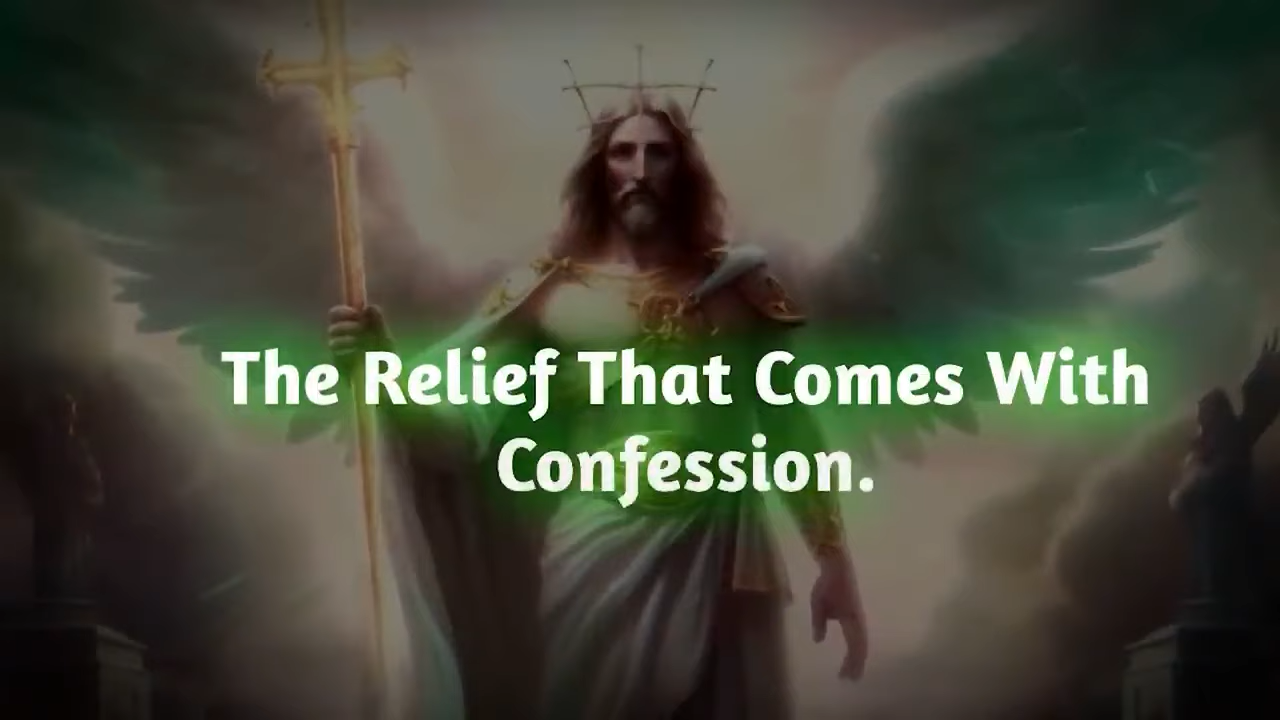 The Relief That Comes With
Confession.